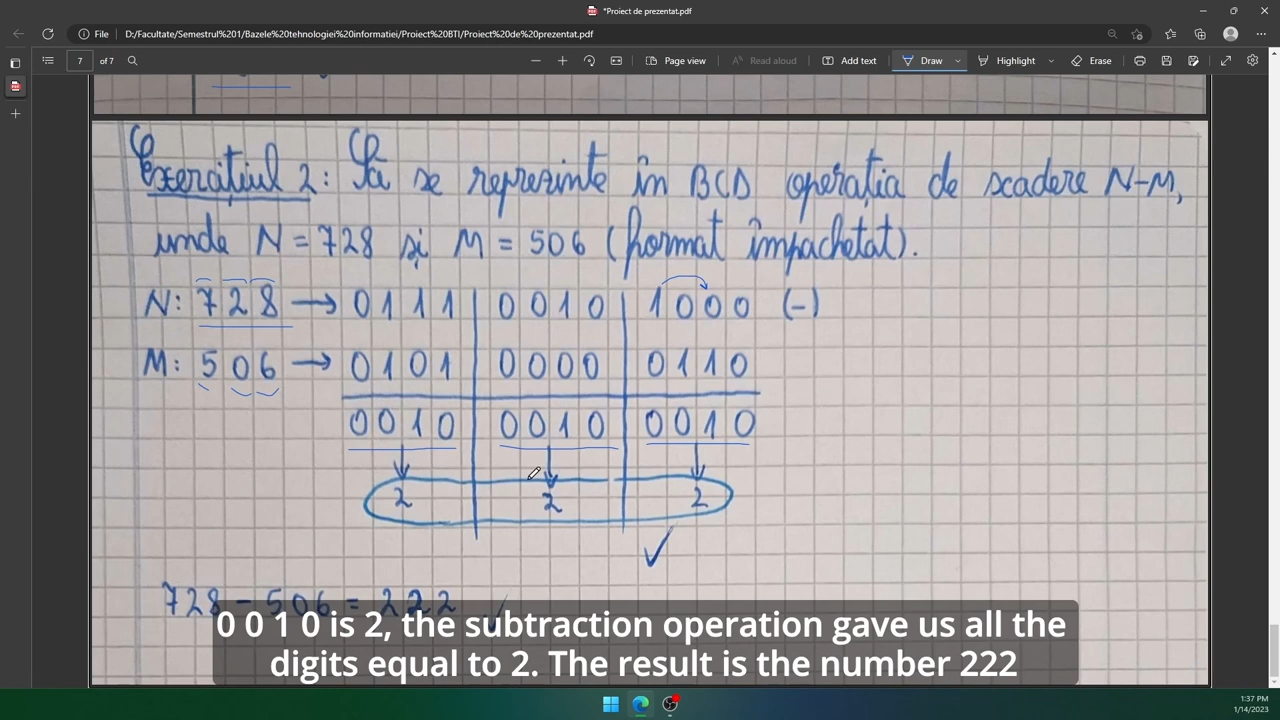 *Proiect de prezentat.pdf
File D:/Facultate/Semestrul%201/Bazele%20tehnologiei%20informatiei/Proiect%20BTI/Proiect%20de%20prezentat.pdf
7 of 7 Page view Read aloud Add text Draw Highlight Erase
Exercițiul 2: Să se reprezinte în BCD operația de scadere N-M,
unde N = 728 și M = 506 (format împachetat).
N: 728 → 0111 0010 1000 (-)
M: 506 → 0101 0000 0110
0010 0010 0010
2 2 2
728 - 506 = 222
0 0 1 0 is 2, the subtraction operation gave us all the
digits equal to 2. The result is the number 222
1:37 PM
1/14/2023